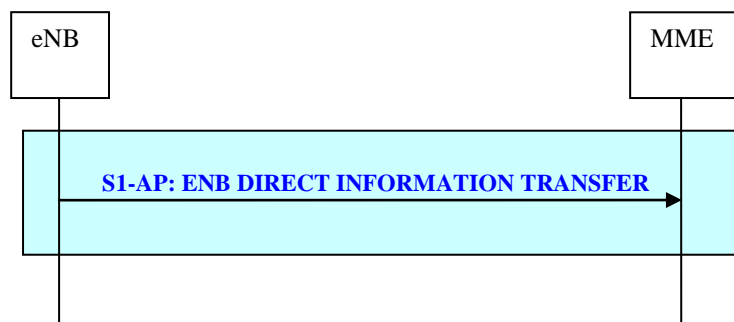 eNB
MME
S1-AP: ENB DIRECT INFORMATION TRANSFER